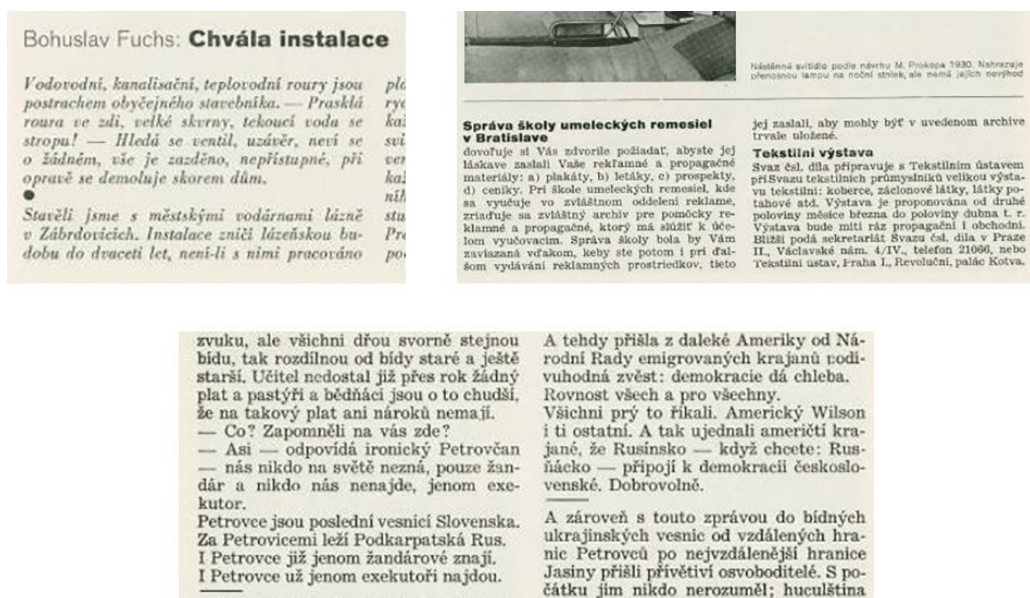 Bohuslav Fuchs: Chvála instalace
Vodovodní, kanalisační, teplovodní roury jsou
postrachem obyčejného stavebníka. — Prasklá
roura ve zdi, velké skvrny, tekoucí voda se
stropu! — Hledá se ventil, uzávěr, neví se
o žádném, vše je zazděno, nepřístupné, při
opravě se demoluje skorem dům.
●
Stavěli jsme s městskými vodárnami lázně
v Zábrdovicích. Instalace zničí lázeňskou bu-
dobu do dvaceti let, není-li s nimi pracováno
Nástěnné svítidlo podle návrhu M. Prokopa 1930. Nahrazuje
přenosnou lampu na noční stolek, ale nemá jejich nevýhod
Správa školy umeleckých remesiel
v Bratislave
dovoľuje si Vás zdvorile požiadať, abyste jej
láskave zaslali Vaše rekľamné a propagačné
materiály: a) plakáty, b) letáky, c) prospekty,
d) ceníky. Pri škole umeleckých remesiel, kde
sa vyučuje vo zvláštnom oddelení reklame,
zriaďuje sa zvláštný archiv pre pomôcky re-
klamné a propagačné, ktorý má slúžiť k úče-
lom vyučovacím. Správa školy bola by Vám
zaviazaná vďakom, keby ste potom i pri ďal-
šom vydávání reklamných prostriedkov, tieto
jej zaslali, aby mohly býť v uvedenom archive
trvale uložené.
Tekstilní výstava
Svaz čsl. díla připravuje s Tekstilním ústavem
při Svazu tekstilních průmyslníků velikou výsta-
vu tekstilní: koberce, záclonové látky, látky po-
tahové atd. Výstava je proponována od druhé
poloviny měsíce března do poloviny dubna t. r.
Výstava bude míti ráz propagační i obchodní.
Bližší podá sekretariát Svazu čsl. díla v Praze
II., Václavské nám. 4/IV., telefon 21066, nebo
Tekstilní ústav, Praha I., Revoluční, palác Kotva.
zvuku, ale všichni dřou svorně stejnou
bídu, tak rozdílnou od bídy staré a ještě
starší. Učitel nedostal již přes rok žádný
plat a pastýři a bědňáci jsou o to chudší,
že na takový plat ani nároků nemají.
— Co? Zapomněli na vás zde?
— Asi — odpovídá ironický Petrovčan
— nás nikdo na světě nezná, pouze žan-
dár a nikdo nás nenajde, jenom exe-
kutor.
Petrovce jsou poslední vesnicí Slovenska.
Za Petrovicemi leží Podkarpatská Rus.
I Petrovce již jenom žandárové znají.
I Petrovce už jenom exekutoři najdou.
A tehdy přišla z daleké Ameriky od Ná-
rodní Rady emigrovaných krajanů podi-
vuhodná zvěst: demokracie dá chleba.
Rovnost všech a pro všechny.
Všichni prý to říkali. Americký Wilson
i ti ostatní. A tak ujednali američtí kra-
jané, že Rusínsko — když chcete: Rus-
ňácko — připojí k demokracii českoslo-
venské. Dobrovolně.
A zároveň s touto zprávou do bídných
ukrajinských vesnic od vzdálených hra-
nic Petrovců po nejvzdálenější hranice
Jasiny přišli přívětiví osvoboditelé. S po-
čátku jim nikdo nerozuměl; huculština